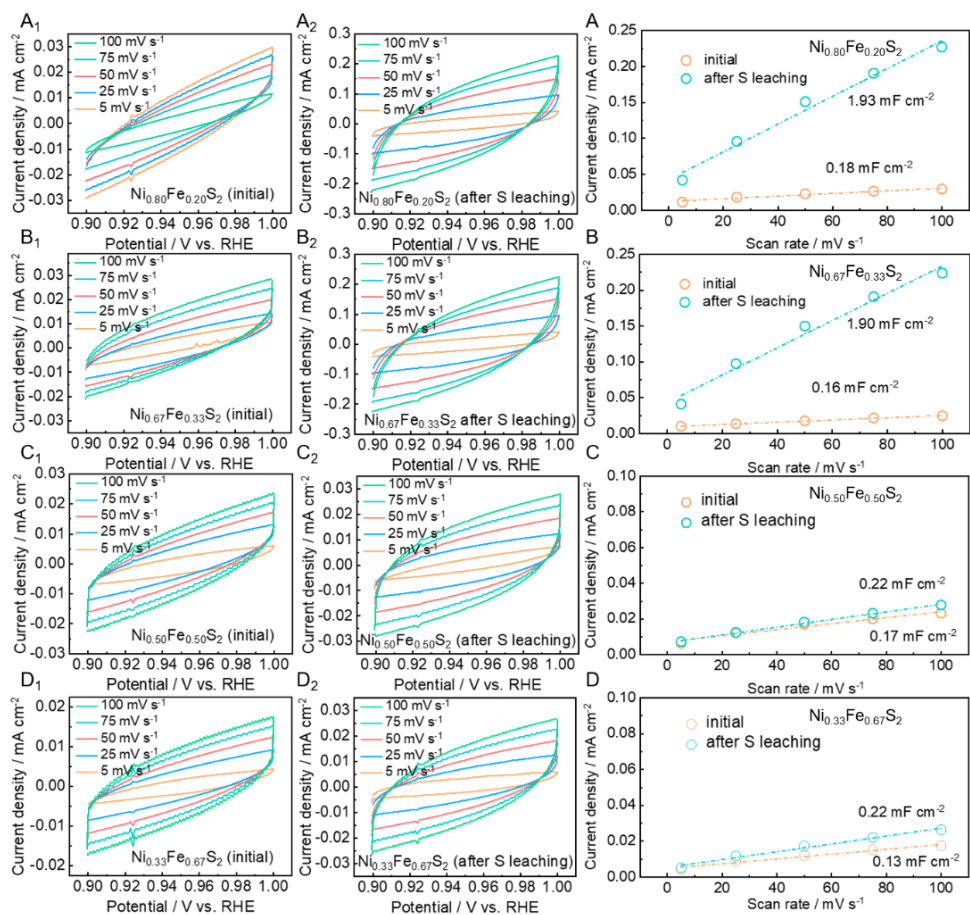 A1
Current density / mA cm-2
0.03
0.02
0.01
0.00
-0.01
-0.02
-0.03
100 mV s-1
75 mV s-1
50 mV s-1
25 mV s-1
5 mV s-1
Ni0.80Fe0.20S2 (initial)
0.90 0.92 0.94 0.96 0.98 1.00
Potential / V vs. RHE
A2
Current density / mA cm-2
0.3
0.2
0.1
0.0
-0.1
-0.2
-0.3
100 mV s-1
75 mV s-1
50 mV s-1
25 mV s-1
5 mV s-1
Ni0.80Fe0.20S2 (after S leaching)
0.90 0.92 0.94 0.96 0.98 1.00
Potential / V vs. RHE
A
Current density / mA cm-2
0.25
0.20
0.15
0.10
0.05
0.00
initial
after S leaching
Ni0.80Fe0.20S2
1.93 mF cm-2
0.18 mF cm-2
0 20 40 60 80 100
Scan rate / mV s-1
B1
Current density / mA cm-2
0.03
0.02
0.01
0.00
-0.01
-0.02
-0.03
100 mV s-1
75 mV s-1
50 mV s-1
25 mV s-1
5 mV s-1
Ni0.67Fe0.33S2 (initial)
0.90 0.92 0.94 0.96 0.98 1.00
Potential / V vs. RHE
B2
Current density / mA cm-2
0.3
0.2
0.1
0.0
-0.1
-0.2
-0.3
100 mV s-1
75 mV s-1
50 mV s-1
25 mV s-1
5 mV s-1
Ni0.67Fe0.33S2 after S leaching)
0.90 0.92 0.94 0.96 0.98 1.00
Potential / V vs. RHE
B
Current density / mA cm-2
0.25
0.20
0.15
0.10
0.05
0.00
initial
after S leaching
Ni0.67Fe0.33S2
1.90 mF cm-2
0.16 mF cm-2
0 20 40 60 80 100
Scan rate / mV s-1
C1
Current density / mA cm-2
0.03
0.02
0.01
0.00
-0.01
-0.02
-0.03
100 mV s-1
75 mV s-1
50 mV s-1
25 mV s-1
5 mV s-1
Ni0.50Fe0.50S2 (initial)
0.90 0.92 0.94 0.96 0.98 1.00
Potential / V vs. RHE
C2
Current density / mA cm-2
0.03
0.02
0.01
0.00
-0.01
-0.02
-0.03
100 mV s-1
75 mV s-1
50 mV s-1
25 mV s-1
5 mV s-1
Ni0.50Fe0.50S2 (after S leaching)
0.90 0.92 0.94 0.96 0.98 1.00
Potential / V vs. RHE
C
Current density / mA cm-2
0.10
0.08
0.06
0.04
0.02
0.00
initial
after S leaching
Ni0.50Fe0.50S2
0.22 mF cm-2
0.17 mF cm-2
0 20 40 60 80 100
Scan rate / mV s-1
D1
Current density / mA cm-2
0.02
0.01
0.00
-0.01
-0.02
100 mV s-1
75 mV s-1
50 mV s-1
25 mV s-1
5 mV s-1
Ni0.33Fe0.67S2 (initial)
0.90 0.92 0.94 0.96 0.98 1.00
Potential / V vs. RHE
D2
Current density / mA cm-2
0.03
0.02
0.01
0.00
-0.01
-0.02
-0.03
100 mV s-1
75 mV s-1
50 mV s-1
25 mV s-1
5 mV s-1
Ni0.33Fe0.67S2 (after S leaching)
0.90 0.92 0.94 0.96 0.98 1.00
Potential / V vs. RHE
D
Current density / mA cm-2
0.10
0.08
0.06
0.04
0.02
0.00
initial
after S leaching
Ni0.33Fe0.67S2
0.22 mF cm-2
0.13 mF cm-2
0 20 40 60 80 100
Scan rate / mV s-1